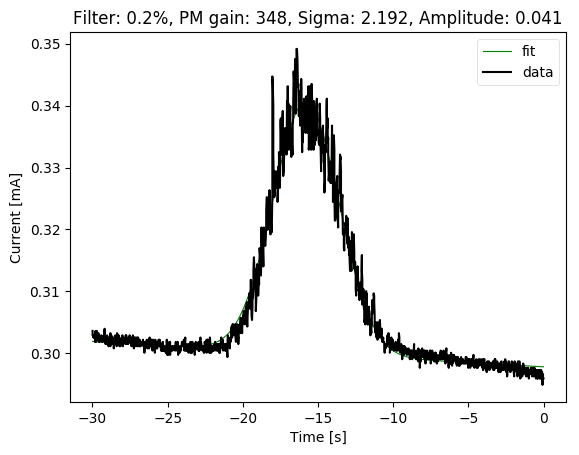 Filter: 0.2%, PM gain: 348, Sigma: 2.192, Amplitude: 0.041
fit
data
0.35
0.34
0.33
0.32
0.31
0.30
Current [mA]
−30
−25
−20
−15
−10
−5
0
Time [s]